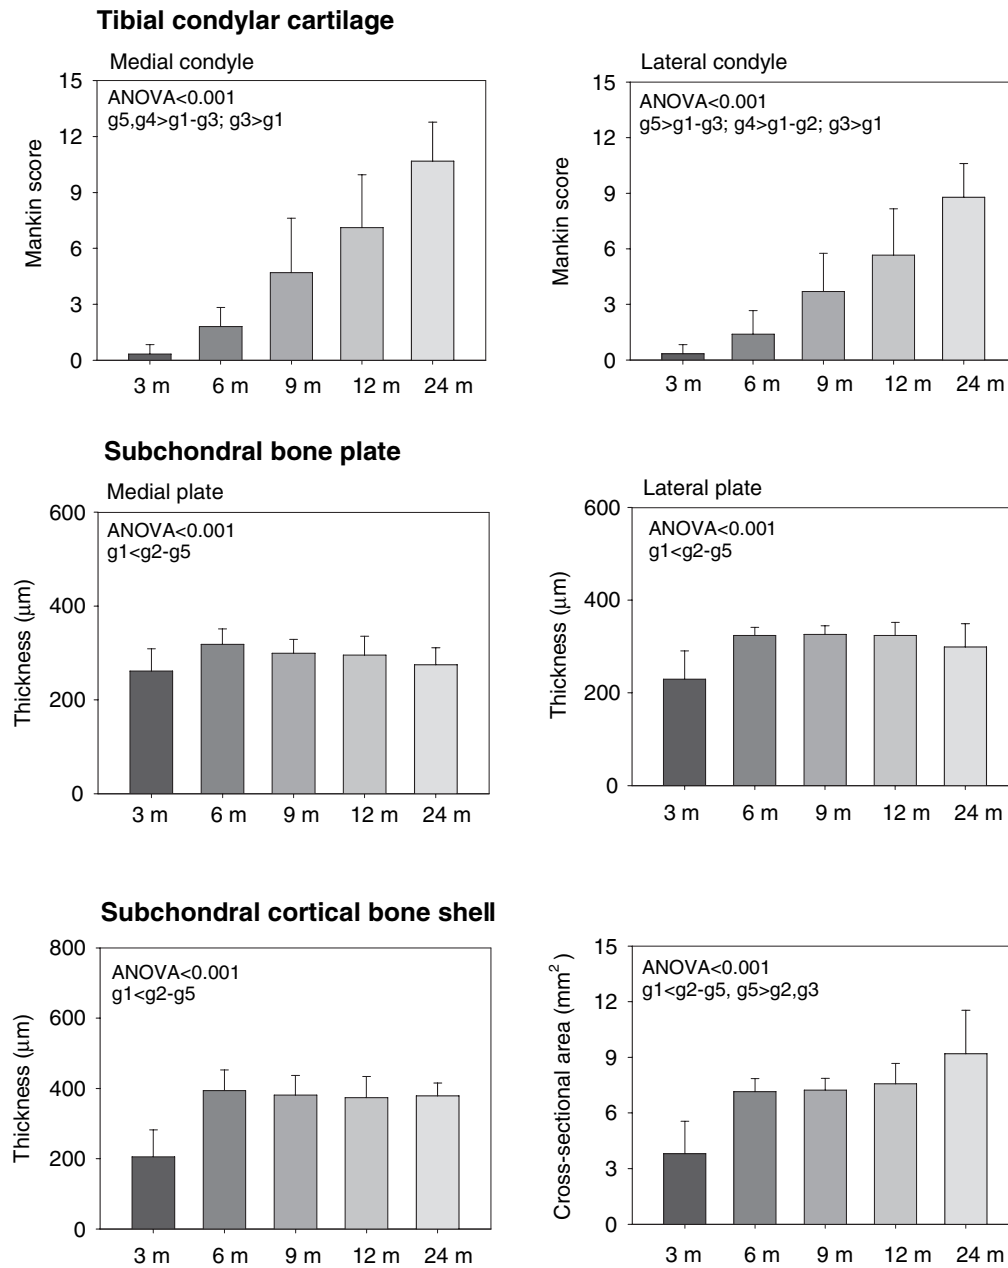 Tibial condylar cartilage
Medial condyle
15
12
9
6
3
0
Mankin score
ANOVA<0.001
g5,g4>g1-g3; g3>g1
3 m 6 m 9 m 12 m 24 m
Lateral condyle
15
12
9
6
3
0
Mankin score
ANOVA<0.001
g5>g1-g3; g4>g1-g2; g3>g1
3 m 6 m 9 m 12 m 24 m
Subchondral bone plate
Medial plate
600
400
200
0
Thickness (μm)
ANOVA<0.001
g1<g2-g5
3 m 6 m 9 m 12 m 24 m
Lateral plate
600
400
200
0
Thickness (μm)
ANOVA<0.001
g1<g2-g5
3 m 6 m 9 m 12 m 24 m
Subchondral cortical bone shell
800
600
400
200
0
Thickness (μm)
ANOVA<0.001
g1<g2-g5
3 m 6 m 9 m 12 m 24 m
15
12
9
6
3
0
Cross-sectional area (mm²)
ANOVA<0.001
g1<g2-g5, g5>g2,g3
3 m 6 m 9 m 12 m 24 m